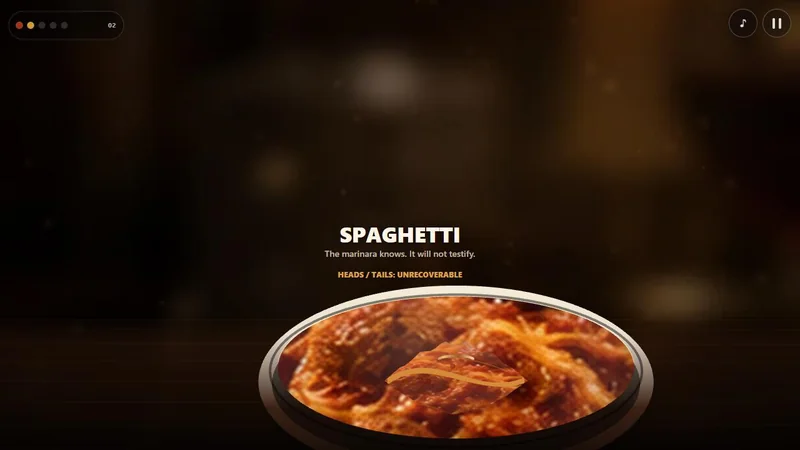 02
SPAGHETTI
The marinara knows. It will not testify.
HEADS / TAILS: UNRECOVERABLE